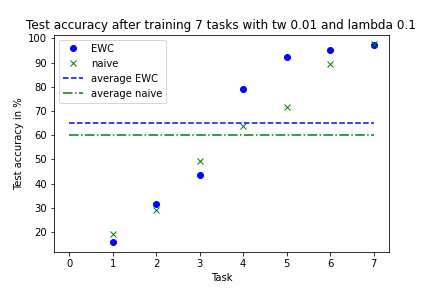 Test accuracy after training 7 tasks with tw 0.01 and lambda 0.1
100
90
80
70
60
50
40
30
20
Test accuracy in %
EWC
naive
average EWC
average naive
0 1 2 3 4 5 6 7
Task